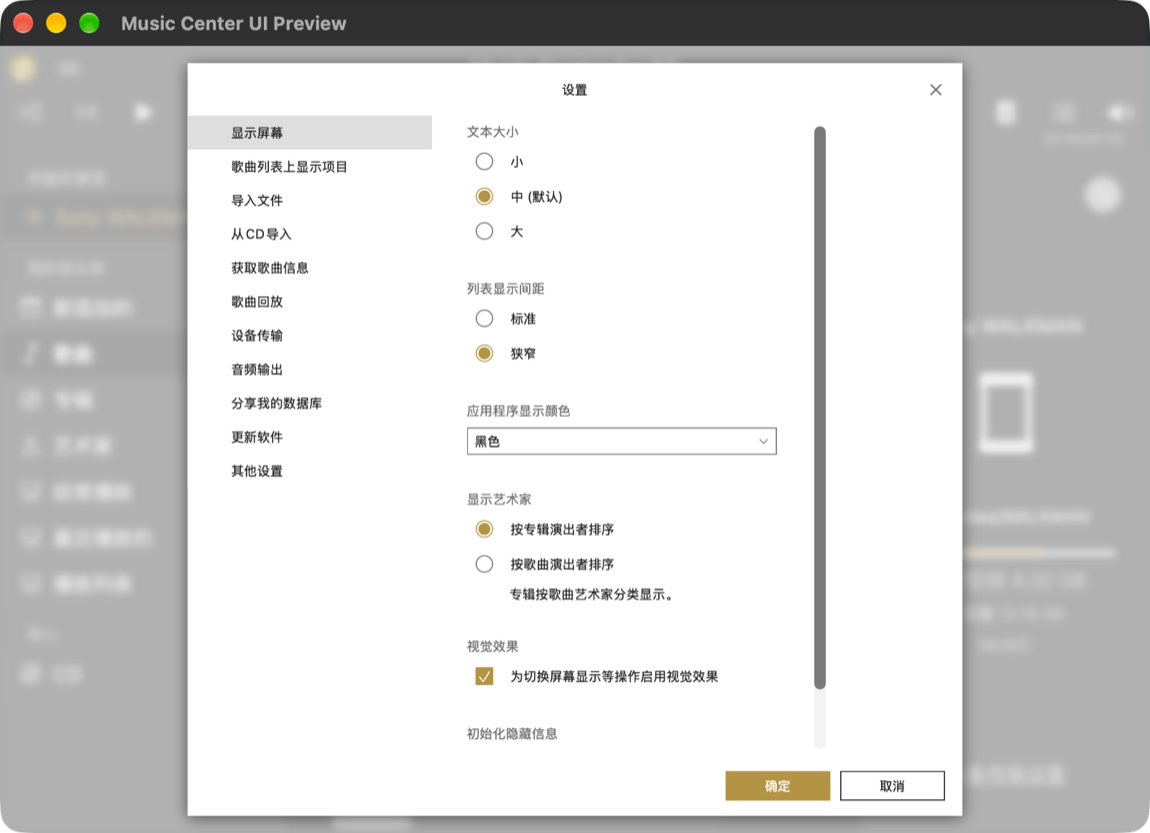 Music Center UI Preview
设置
显示屏幕
歌曲列表上显示项目
导入文件
从CD导入
获取歌曲信息
歌曲回放
设备传输
音频输出
分享我的数据库
更新软件
其他设置
文本大小
小
中 (默认)
大
列表显示间距
标准
狭窄
应用程序显示颜色
黑色
显示艺术家
按专辑演出者排序
按歌曲演出者排序
专辑按歌曲艺术家分类显示。
视觉效果
为切换屏幕显示等操作启用视觉效果
初始化隐藏信息
确定
取消
专辑
艺术家
CD